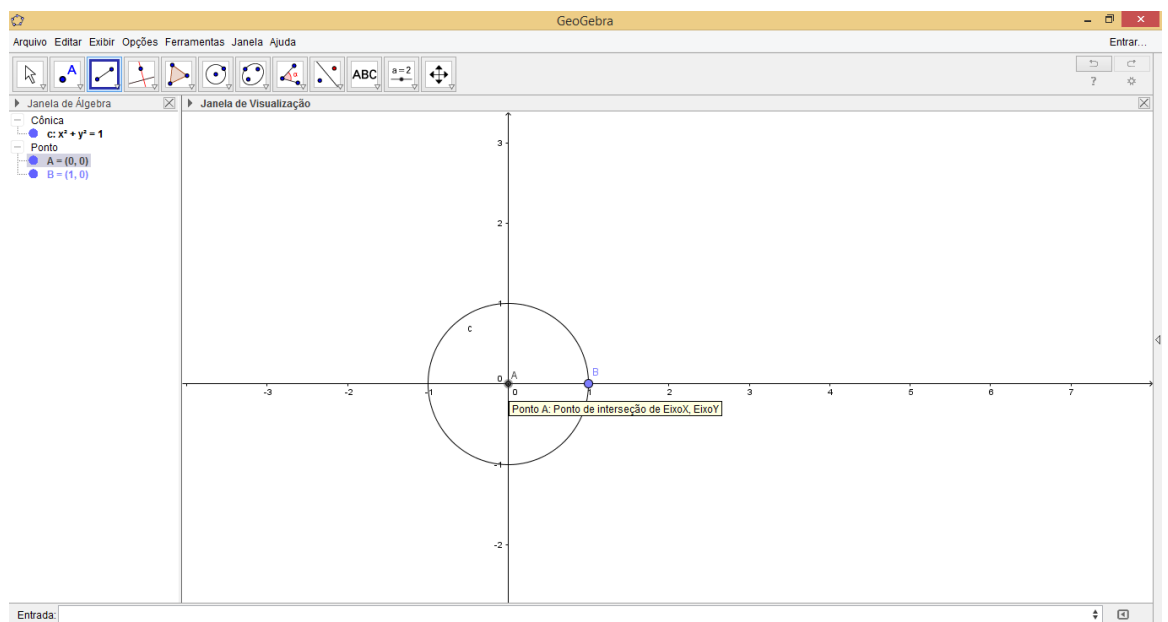 GeoGebra
Arquivo Editar Exibir Opções Ferramentas Janela Ajuda
Entrar...
A
α
ABC
a=2
?
Janela de Álgebra
Janela de Visualização
Cônica
c: x² + y² = 1
Ponto
A = (0, 0)
B = (1, 0)
3
2
1
c
0
A
B
-3 -2 -1 0 1 2 3 4 5 6 7
Ponto A: Ponto de interseção de EixoX, EixoY
-1
-2
Entrada: